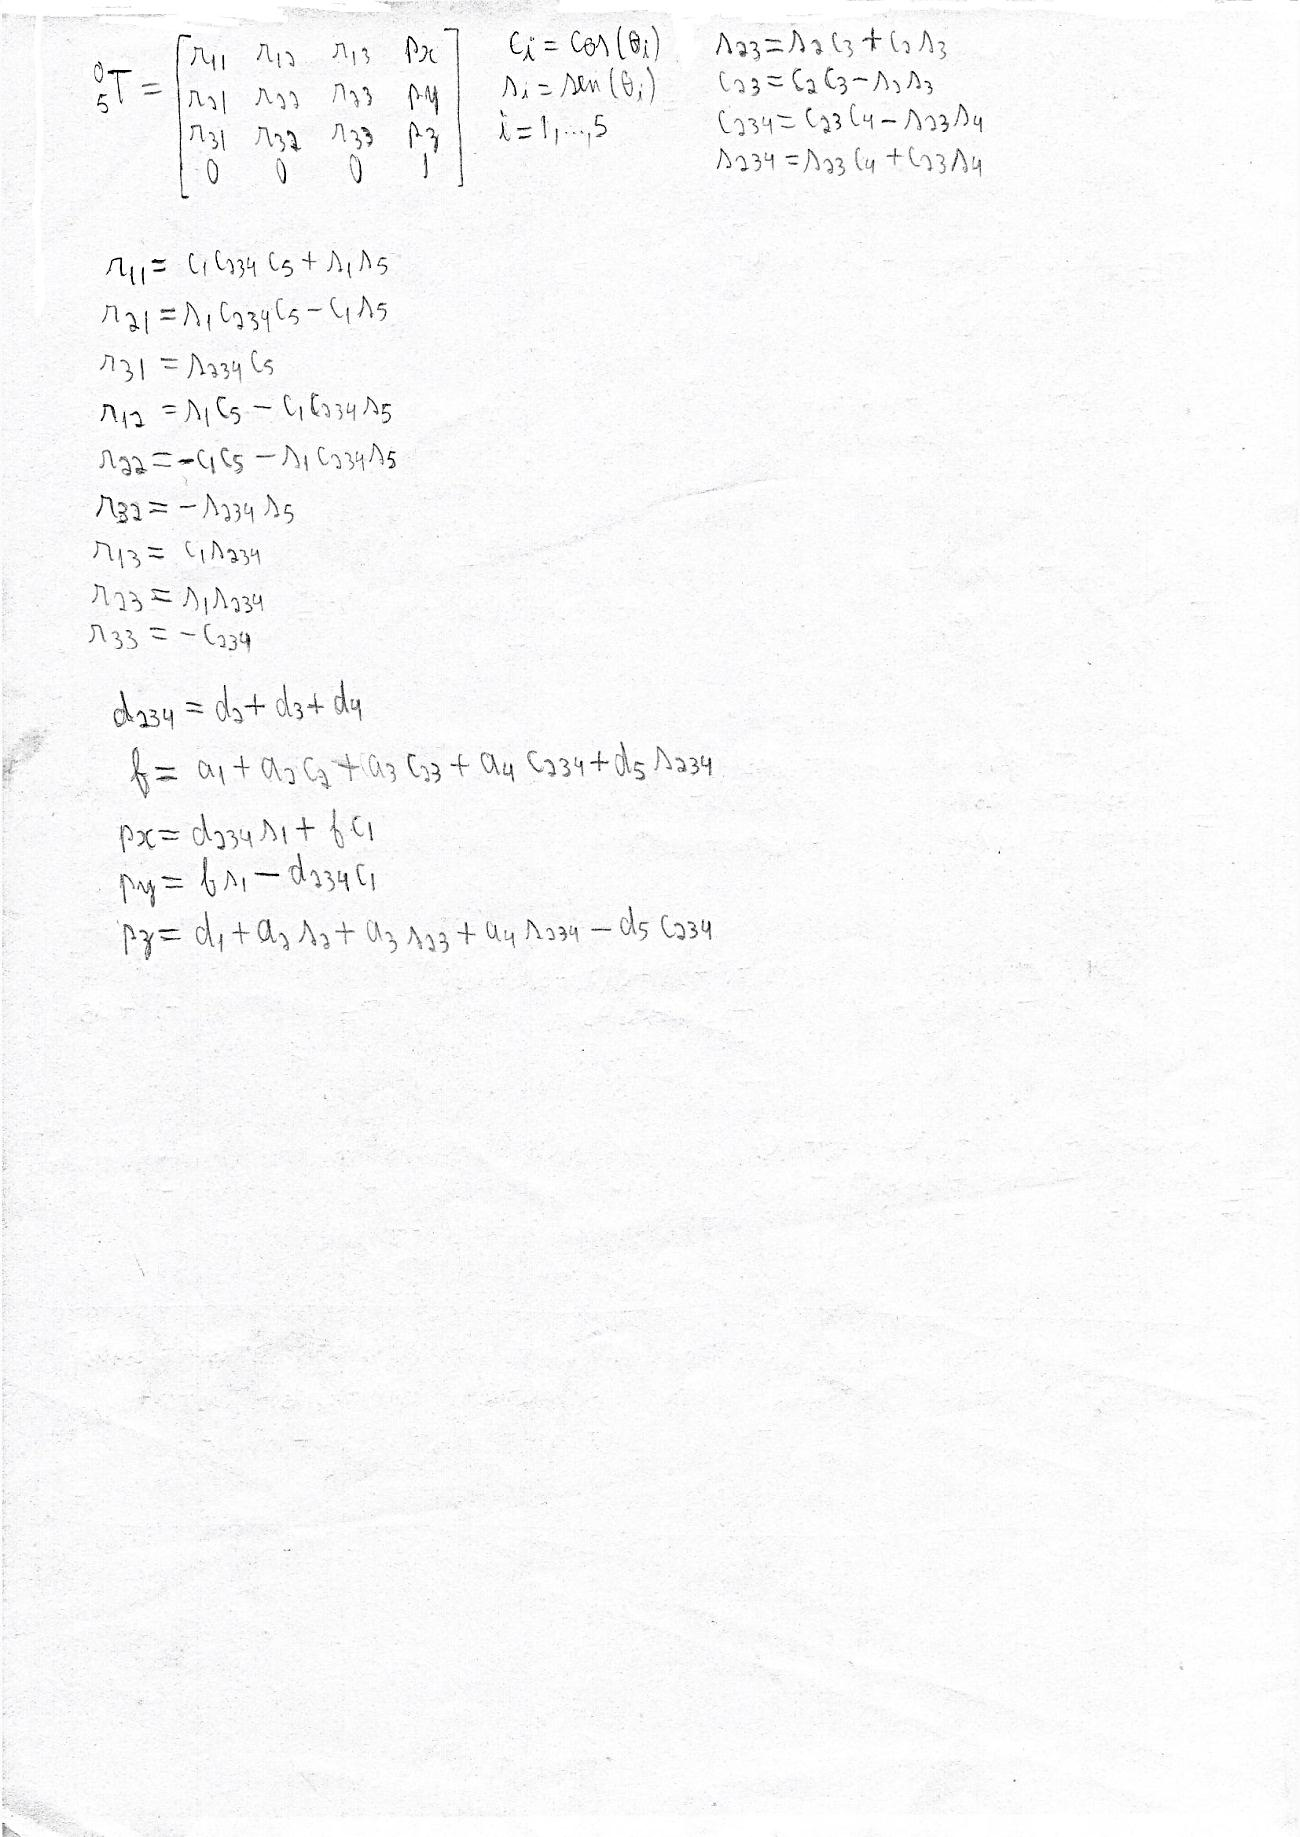 ⁰₅T = [ r11 r12 r13 px ] ci = cos(θi) s23 = s2c3 + c2s3
[ r21 r22 r23 py ] si = sen(θi) c23 = c2c3 − s2s3
[ r31 r32 r33 pz ] i = 1,...,5 c234 = c23c4 − s23s4
[ 0 0 0 1 ] s234 = s23c4 + c23s4
r11 = c1c234c5 + s1s5
r21 = s1c234c5 − c1s5
r31 = s234c5
r12 = s1c5 − c1c234s5
r22 = −c1c5 − s1c234s5
r32 = −s234s5
r13 = c1s234
r23 = s1s234
r33 = −c234
d234 = d2 + d3 + d4
f = a1 + a2c2 + a3c23 + a4c234 + d5s234
px = d234s1 + fc1
py = fs1 − d234c1
pz = d1 + a2s2 + a3s23 + a4s234 − d5c234